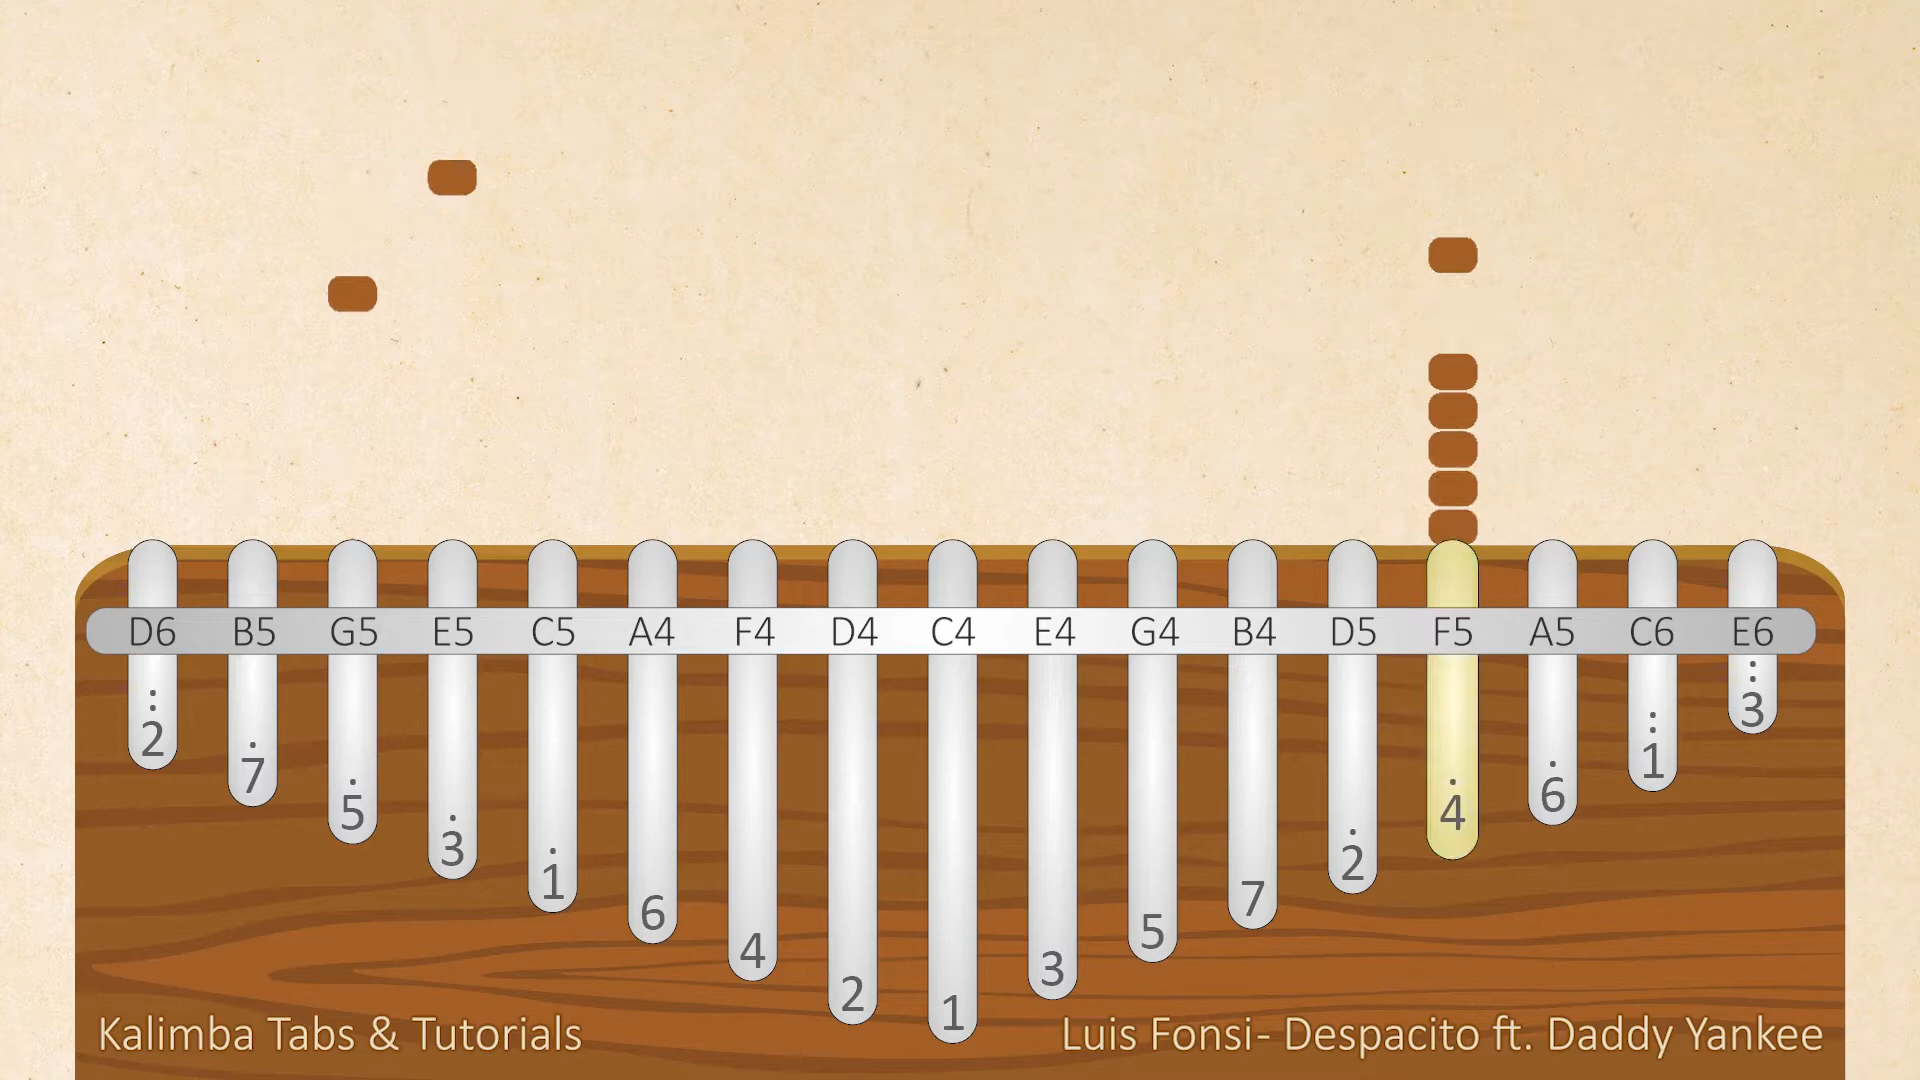 D6 B5 G5 E5 C5 A4 F4 D4 C4 E4 G4 B4 D5 F5 A5 C6 E6
2 7 5 3 1 6 4 2 1 3 5 7 2 4 6 1 3
Kalimba Tabs & Tutorials
Luis Fonsi- Despacito ft. Daddy Yankee